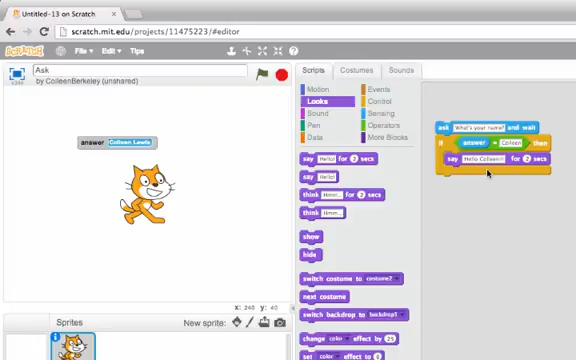 Untitled-13 on Scratch
scratch.mit.edu/projects/11475223/#editor
SCRATCH File Edit Tips
Ask
by ColleenBerkeley (unshared)
Scripts Costumes Sounds
Motion Events
Looks Control
Sound Sensing
Pen Operators
Data More Blocks
answer Colleen Lewis
say Hello! for 2 secs
say Hello!
think Hmm... for 2 secs
think Hmm...
show
hide
switch costume to costume2
next costume
switch backdrop to backdrop1
change color effect by 25
set color effect to 0
ask What's your name? and wait
if answer = Colleen then
say Hello Colleen! for 2 secs
x: 240 y: 40
Sprites New sprite: